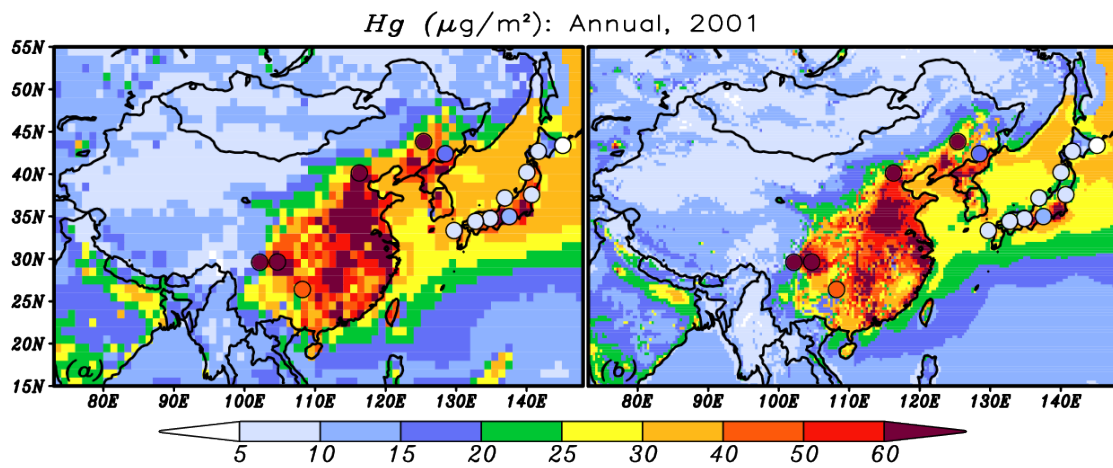 Hg (μg/m²): Annual, 2001
55N
50N
45N
40N
35N
30N
25N
20N
15N
(a)
(b)
80E 90E 100E 110E 120E 130E 140E 80E 90E 100E 110E 120E 130E 140E
5 10 15 20 25 30 40 50 60